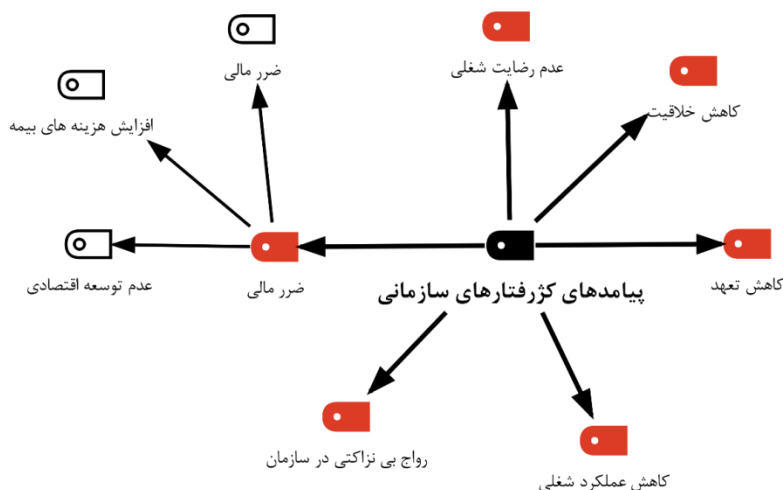 عدم رضایت شغلی
ضرر مالی
کاهش خلاقیت
افزایش هزینه های بیمه
کاهش تعهد
پیامدهای کژرفتارهای سازمانی
ضرر مالی
عدم توسعه اقتصادی
رواج بی نزاکتی در سازمان
کاهش عملکرد شغلی